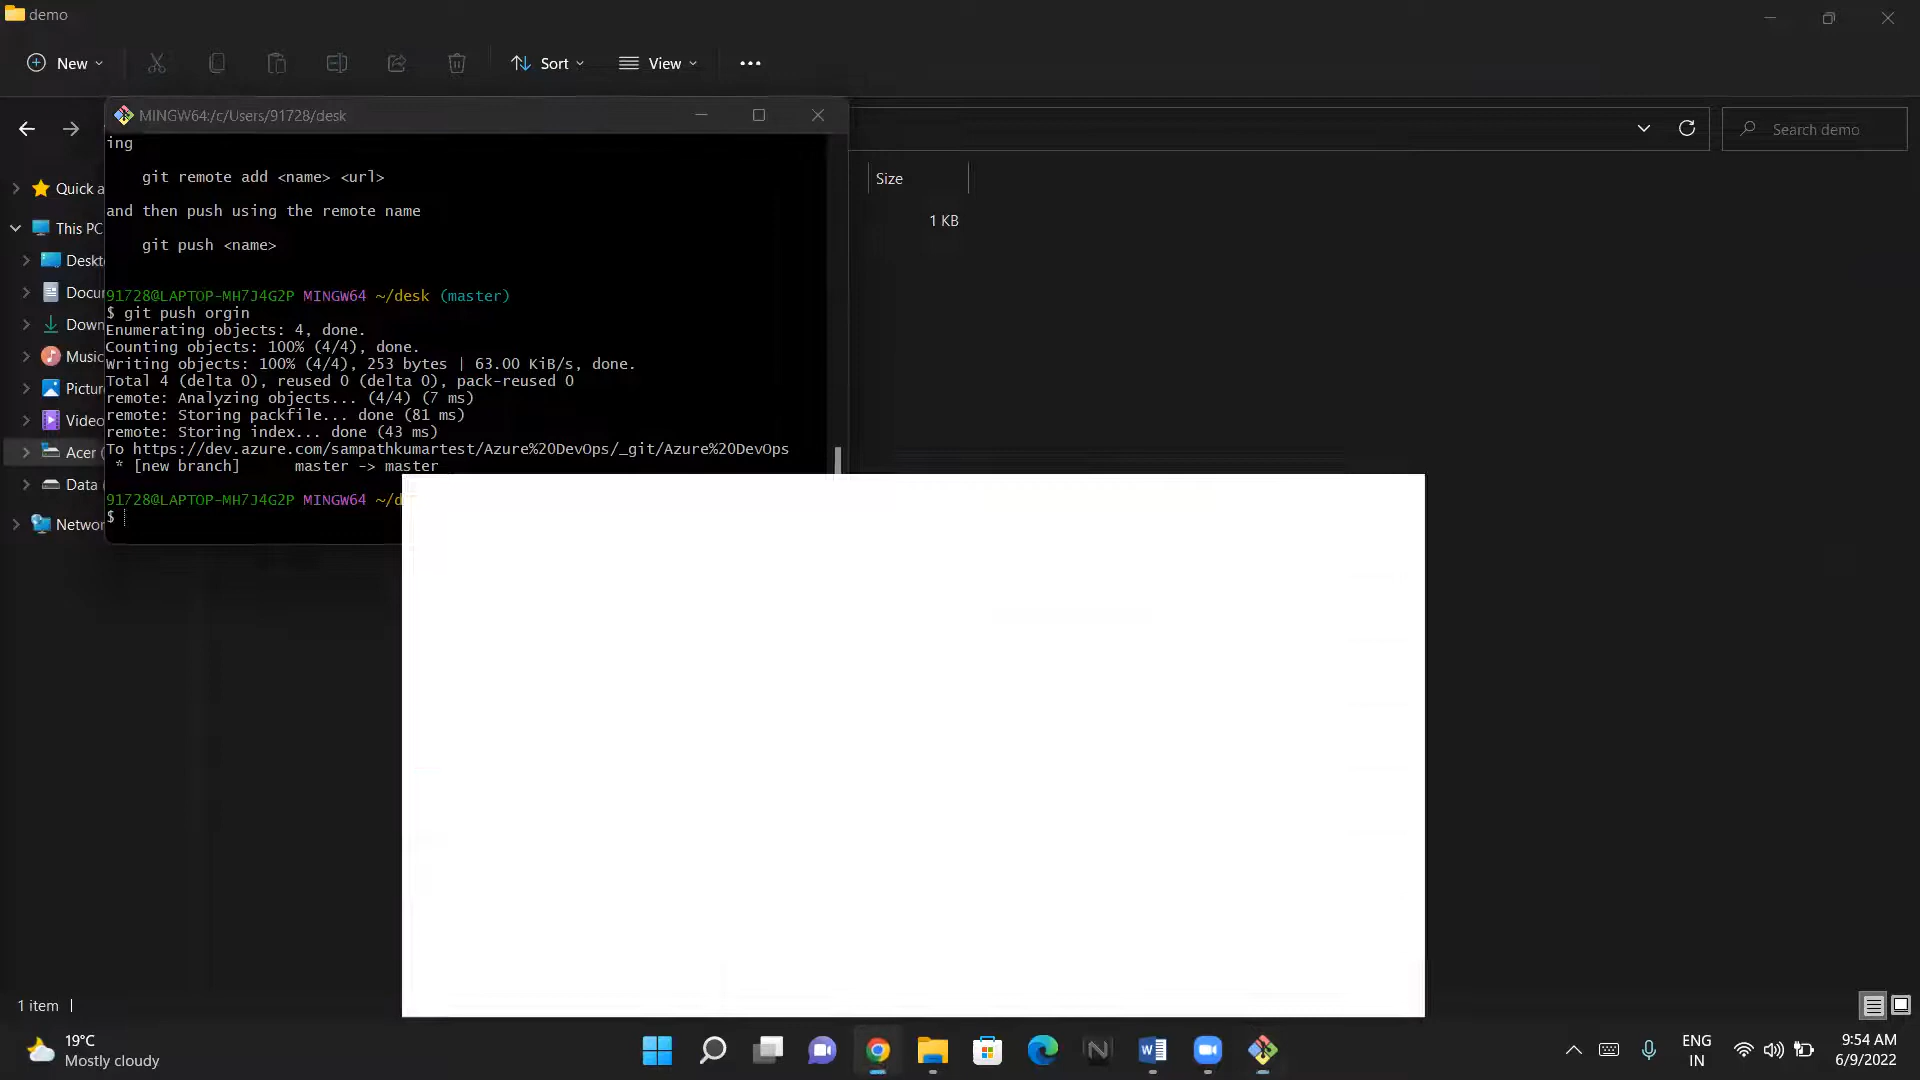 demo
New
Sort
View
MINGW64:/c/Users/91728/desk
Search demo
ing
git remote add <name> <url>
and then push using the remote name
git push <name>
91728@LAPTOP-MH7J4G2P MINGW64 ~/desk (master)
$ git push orgin
Enumerating objects: 4, done.
Counting objects: 100% (4/4), done.
Writing objects: 100% (4/4), 253 bytes | 63.00 KiB/s, done.
Total 4 (delta 0), reused 0 (delta 0), pack-reused 0
remote: Analyzing objects... (4/4) (7 ms)
remote: Storing packfile... done (81 ms)
remote: Storing index... done (43 ms)
To https://dev.azure.com/sampathkumartest/Azure%20DevOps/_git/Azure%20DevOps
* [new branch]      master -> master
91728@LAPTOP-MH7J4G2P MINGW64 ~/d
$
Quick a
This PC
Deskt
Docu
Down
Music
Pictur
Video
Acer (
Data (
Networ
Size
1 KB
1 item
19°C
Mostly cloudy
ENG
IN
9:54 AM
6/9/2022